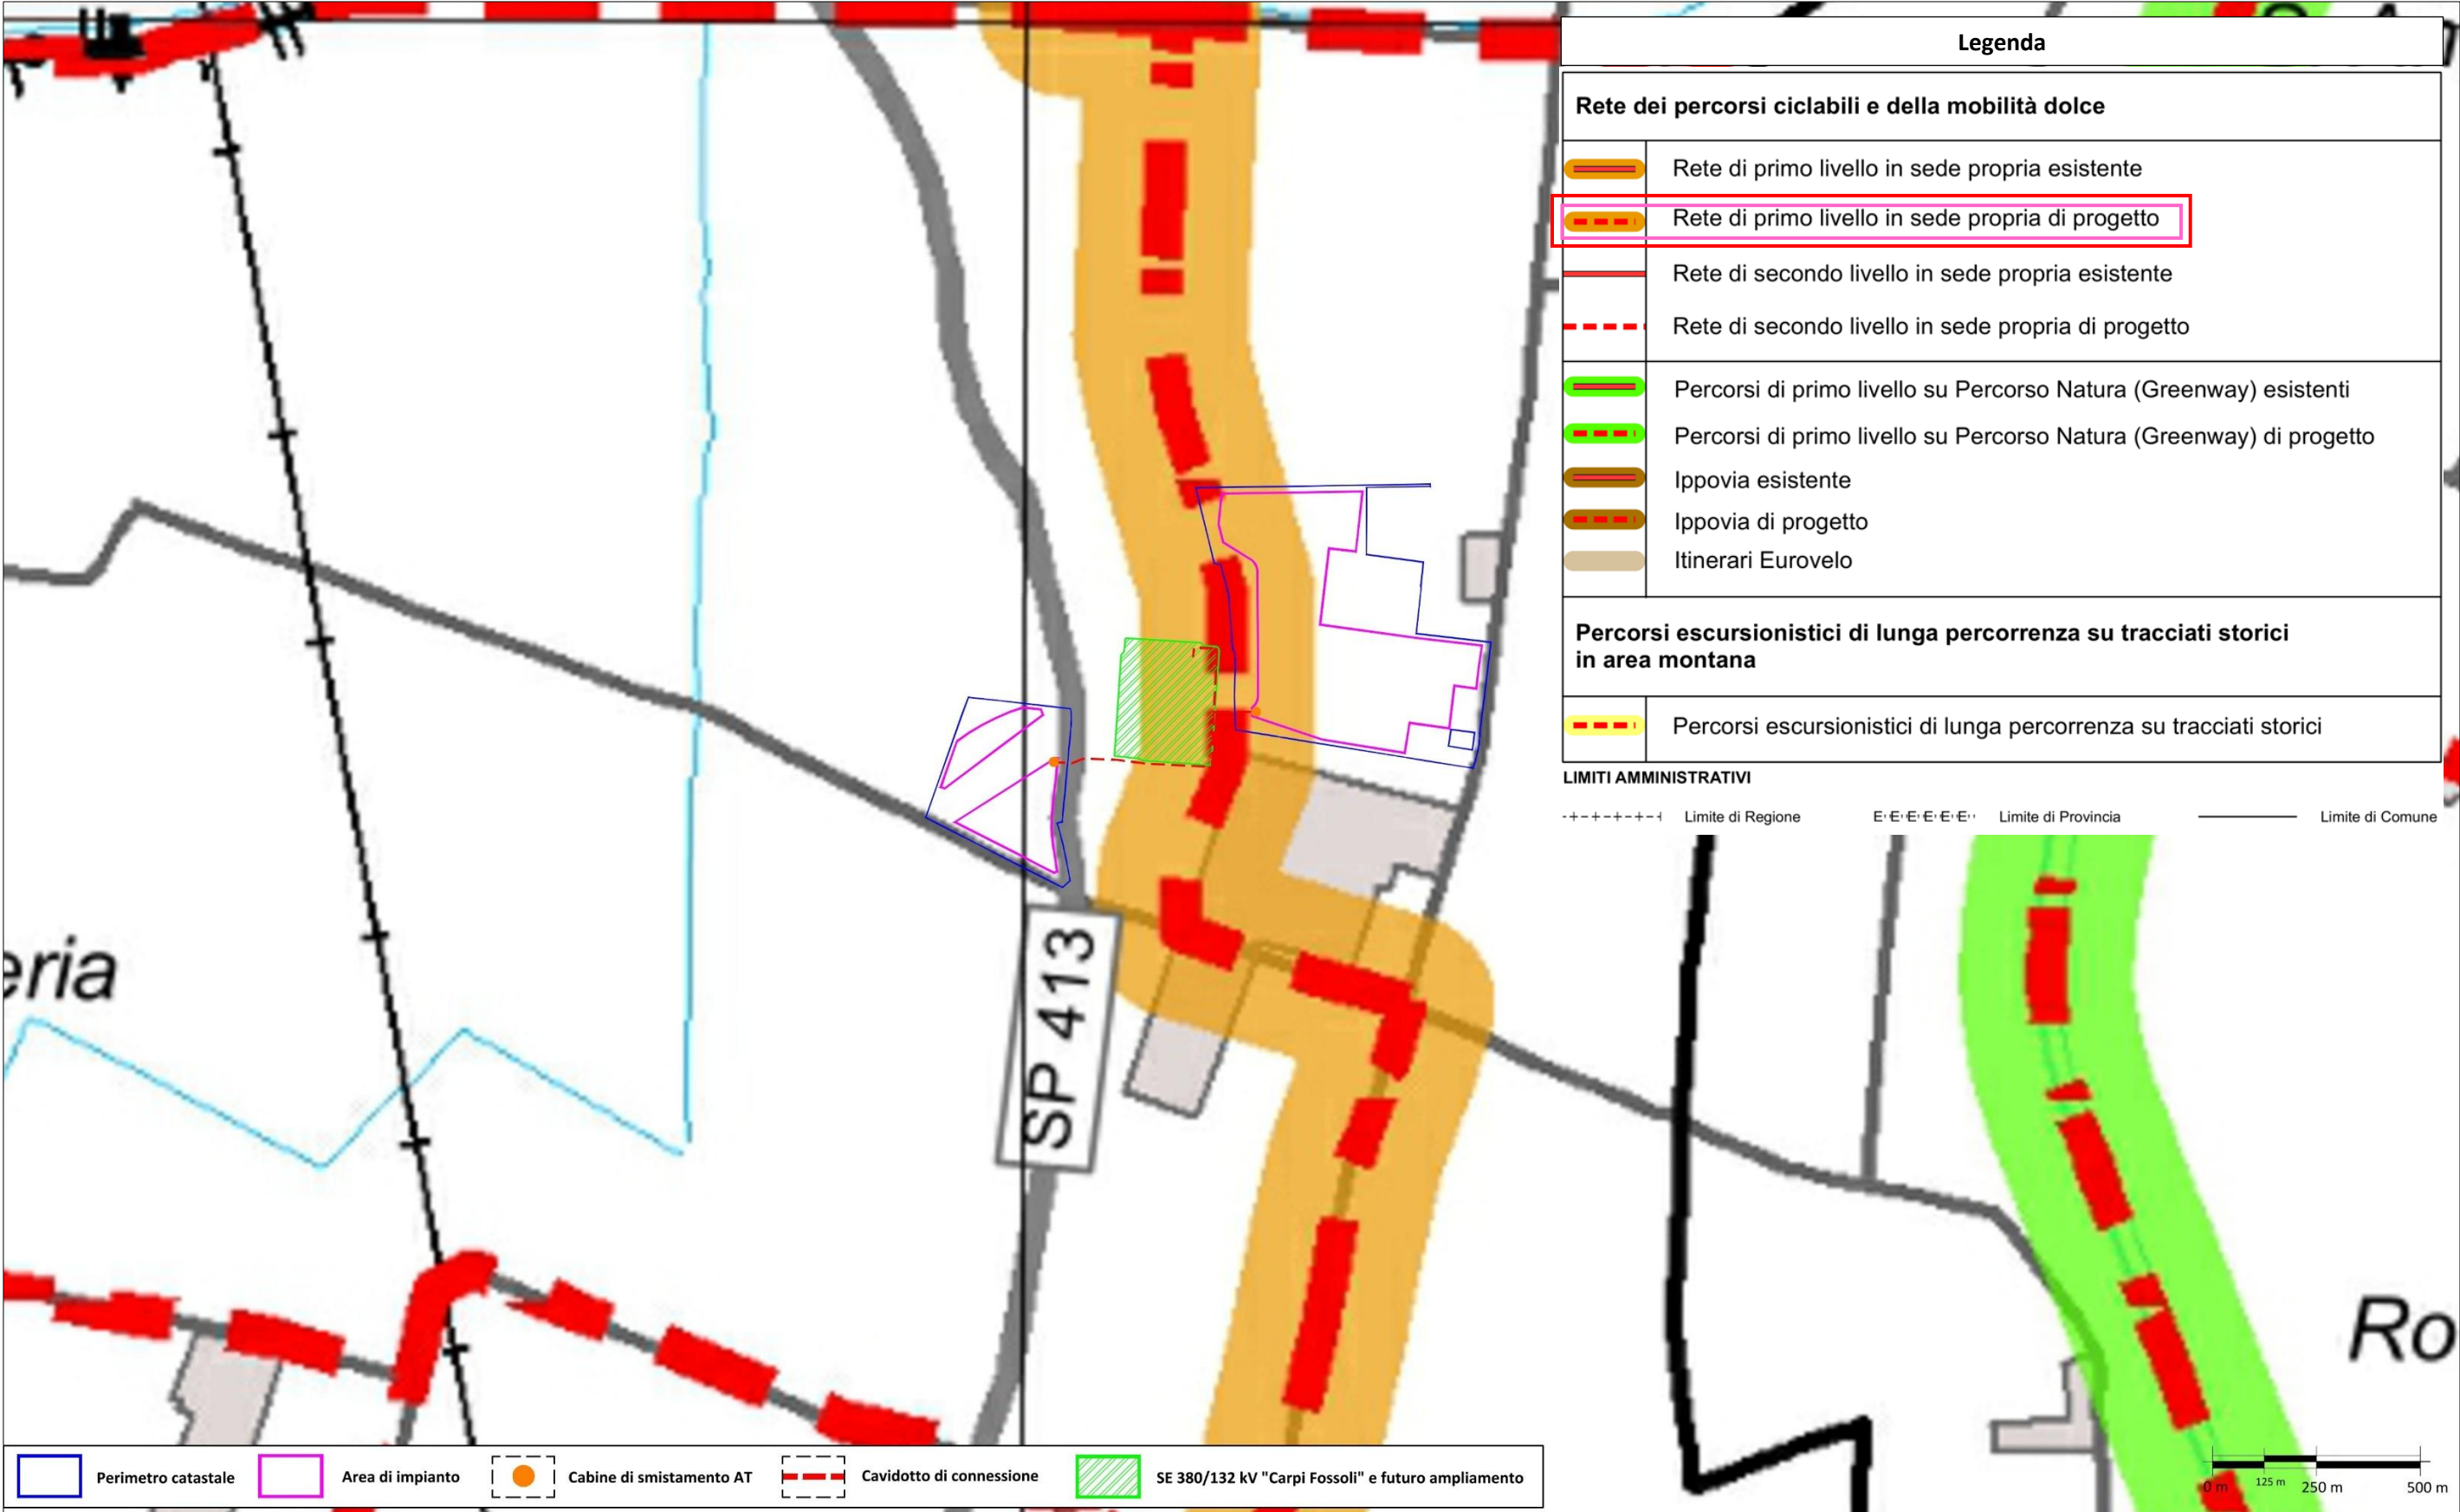 Legenda
Rete dei percorsi ciclabili e della mobilità dolce
Rete di primo livello in sede propria esistente
Rete di primo livello in sede propria di progetto
Rete di secondo livello in sede propria esistente
Rete di secondo livello in sede propria di progetto
Percorsi di primo livello su Percorso Natura (Greenway) esistenti
Percorsi di primo livello su Percorso Natura (Greenway) di progetto
Ippovia esistente
Ippovia di progetto
Itinerari Eurovelo
Percorsi escursionistici di lunga percorrenza su tracciati storici
in area montana
Percorsi escursionistici di lunga percorrenza su tracciati storici
LIMITI AMMINISTRATIVI
Limite di Regione
Limite di Provincia
Limite di Comune
eria
SP 413
Ro
Perimetro catastale
Area di impianto
Cabine di smistamento AT
Cavidotto di connessione
SE 380/132 kV "Carpi Fossoli" e futuro ampliamento
0 m
125 m
250 m
500 m